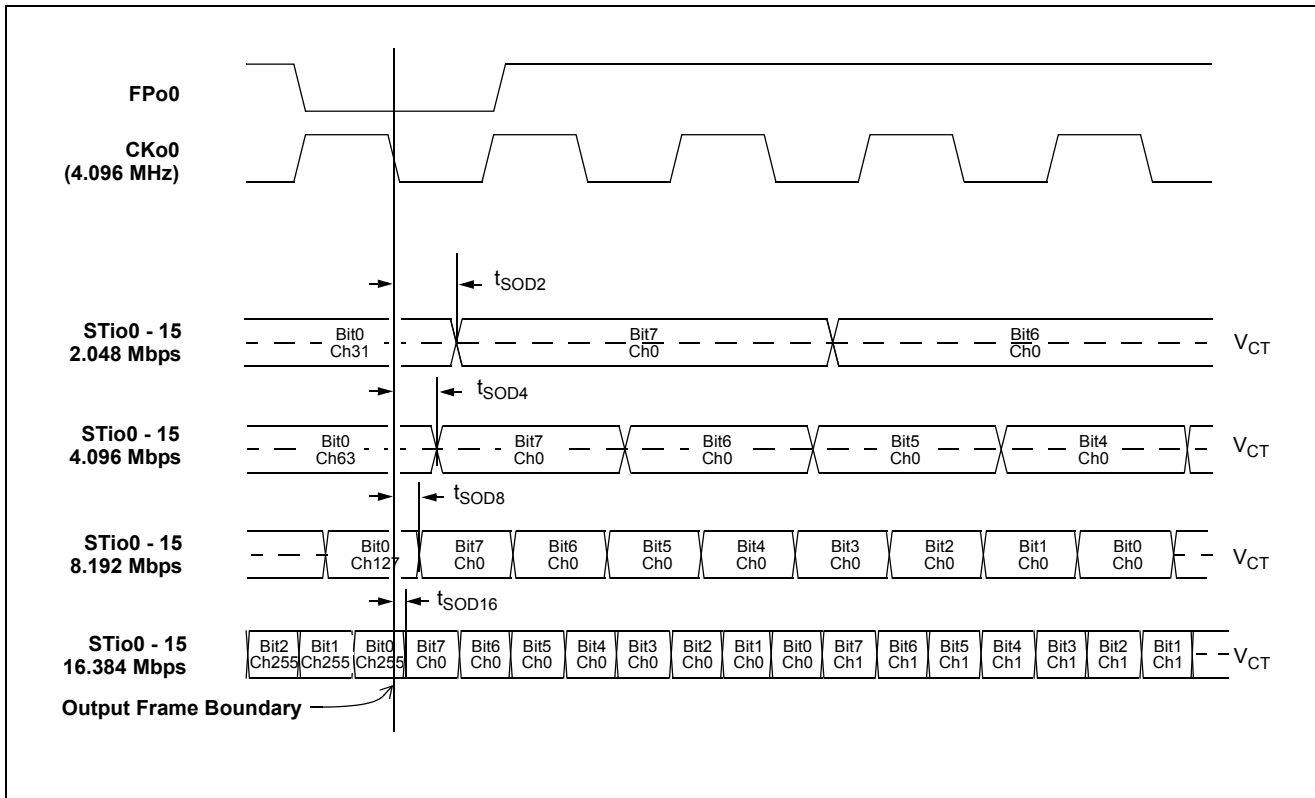 FPo0
CKo0
(4.096 MHz)
tSOD2
STio0 - 15
2.048 Mbps
Bit0
Ch31
Bit7
Ch0
Bit6
Ch0
VCT
tSOD4
STio0 - 15
4.096 Mbps
Bit0
Ch63
Bit7
Ch0
Bit6
Ch0
Bit5
Ch0
Bit4
Ch0
VCT
tSOD8
STio0 - 15
8.192 Mbps
Bit0
Ch127
Bit7
Ch0
Bit6
Ch0
Bit5
Ch0
Bit4
Ch0
Bit3
Ch0
Bit2
Ch0
Bit1
Ch0
Bit0
Ch0
VCT
tSOD16
STio0 - 15
16.384 Mbps
Bit2
Ch255
Bit1
Ch255
Bit0
Ch255
Bit7
Ch0
Bit6
Ch0
Bit5
Ch0
Bit4
Ch0
Bit3
Ch0
Bit2
Ch0
Bit1
Ch0
Bit0
Ch0
Bit7
Ch1
Bit6
Ch1
Bit5
Ch1
Bit4
Ch1
Bit3
Ch1
Bit2
Ch1
Bit1
Ch1
VCT
Output Frame Boundary